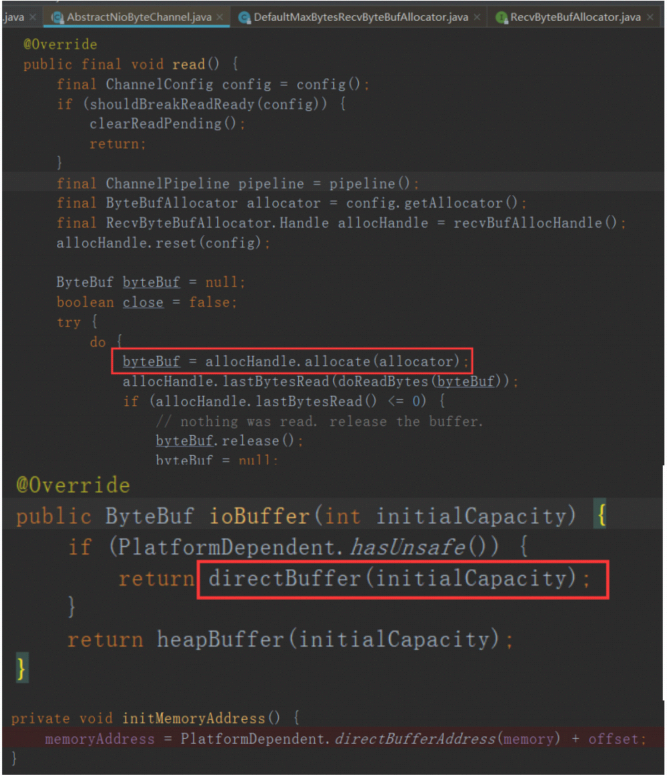 .java × AbstractNioByteChannel.java × DefaultMaxBytesRecvByteBufAllocator.java × RecvByteBufAllocator.java ×
@Override
public final void read() {
final ChannelConfig config = config();
if (shouldBreakReadReady(config)) {
clearReadPending();
return;
}
final ChannelPipeline pipeline = pipeline();
final ByteBufAllocator allocator = config.getAllocator();
final RecvByteBufAllocator.Handle allocHandle = recvBufAllocHandle();
allocHandle.reset(config);
ByteBuf byteBuf = null;
boolean close = false;
try {
do {
byteBuf = allocHandle.allocate(allocator);
allocHandle.lastBytesRead(doReadBytes(byteBuf));
if (allocHandle.lastBytesRead() <= 0) {
// nothing was read. release the buffer.
byteBuf.release();
byteBuf = null;
@Override
public ByteBuf ioBuffer(int initialCapacity) {
if (PlatformDependent.hasUnsafe()) {
return directBuffer(initialCapacity);
}
return heapBuffer(initialCapacity);
}
private void initMemoryAddress() {
memoryAddress = PlatformDependent.directBufferAddress(memory) + offset;
}